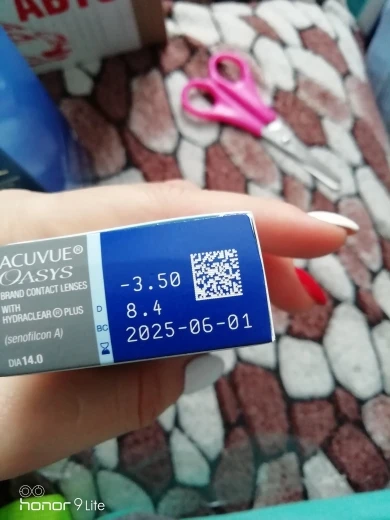 ACUVUE®
OASYS
BRAND CONTACT LENSES
WITH
HYDRACLEAR® PLUS
(senofilcon A)
DIA 14.0
D -3.50
BC 8.4
2025-06-01
honor 9 Lite